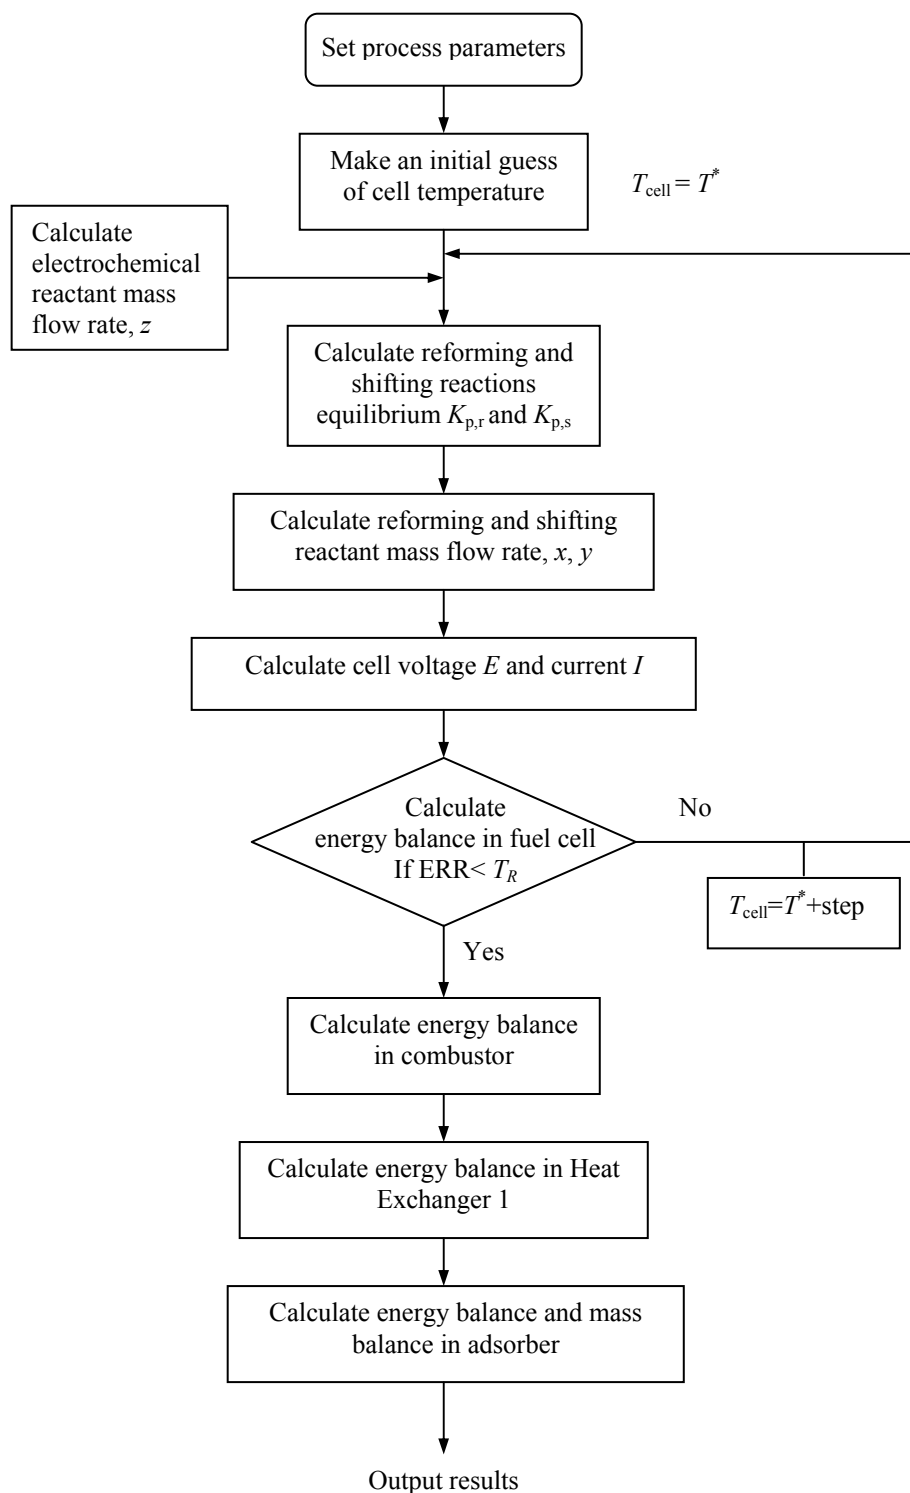 Set process parameters
Make an initial guess
of cell temperature
T_cell = T*
Calculate
electrochemical
reactant mass
flow rate, z
Calculate reforming and
shifting reactions
equilibrium K_p,r and K_p,s
Calculate reforming and shifting
reactant mass flow rate, x, y
Calculate cell voltage E and current I
Calculate
energy balance in fuel cell
If ERR< T_R
No
T_cell=T*+step
Yes
Calculate energy balance
in combustor
Calculate energy balance in Heat
Exchanger 1
Calculate energy balance and mass
balance in adsorber
Output results